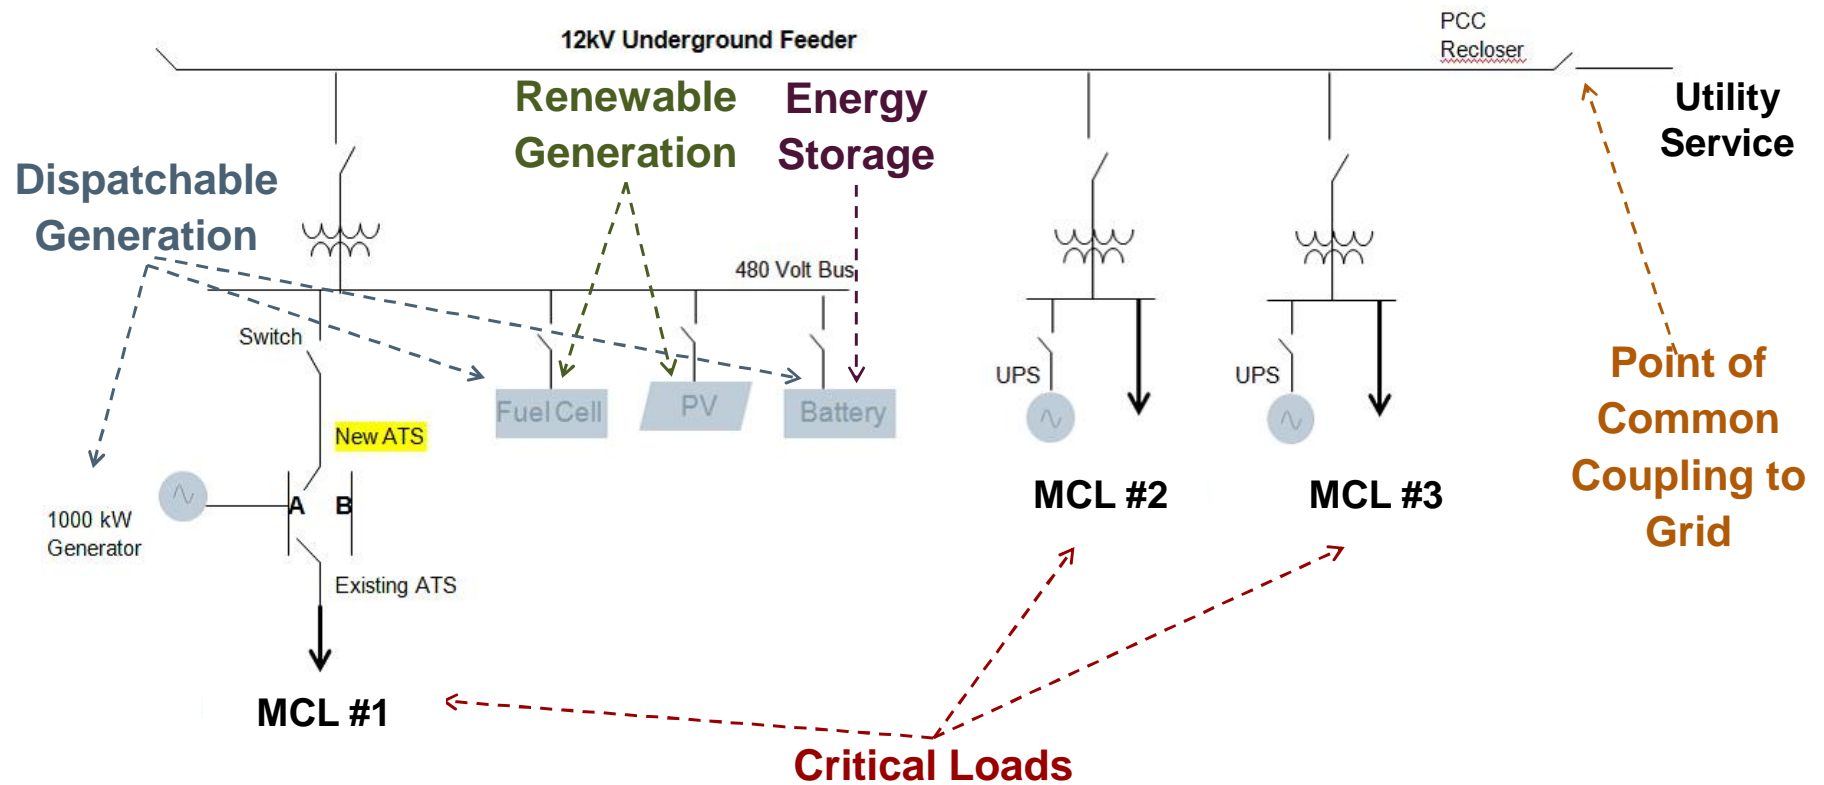 12kV Underground Feeder
PCC
Recloser
Renewable
Generation
Energy
Storage
Utility
Service
Dispatchable
Generation
480 Volt Bus
Switch
Fuel Cell
PV
Battery
UPS
UPS
New ATS
A B
1000 kW
Generator
Existing ATS
MCL #1
MCL #2
MCL #3
Point of
Common
Coupling to
Grid
Critical Loads